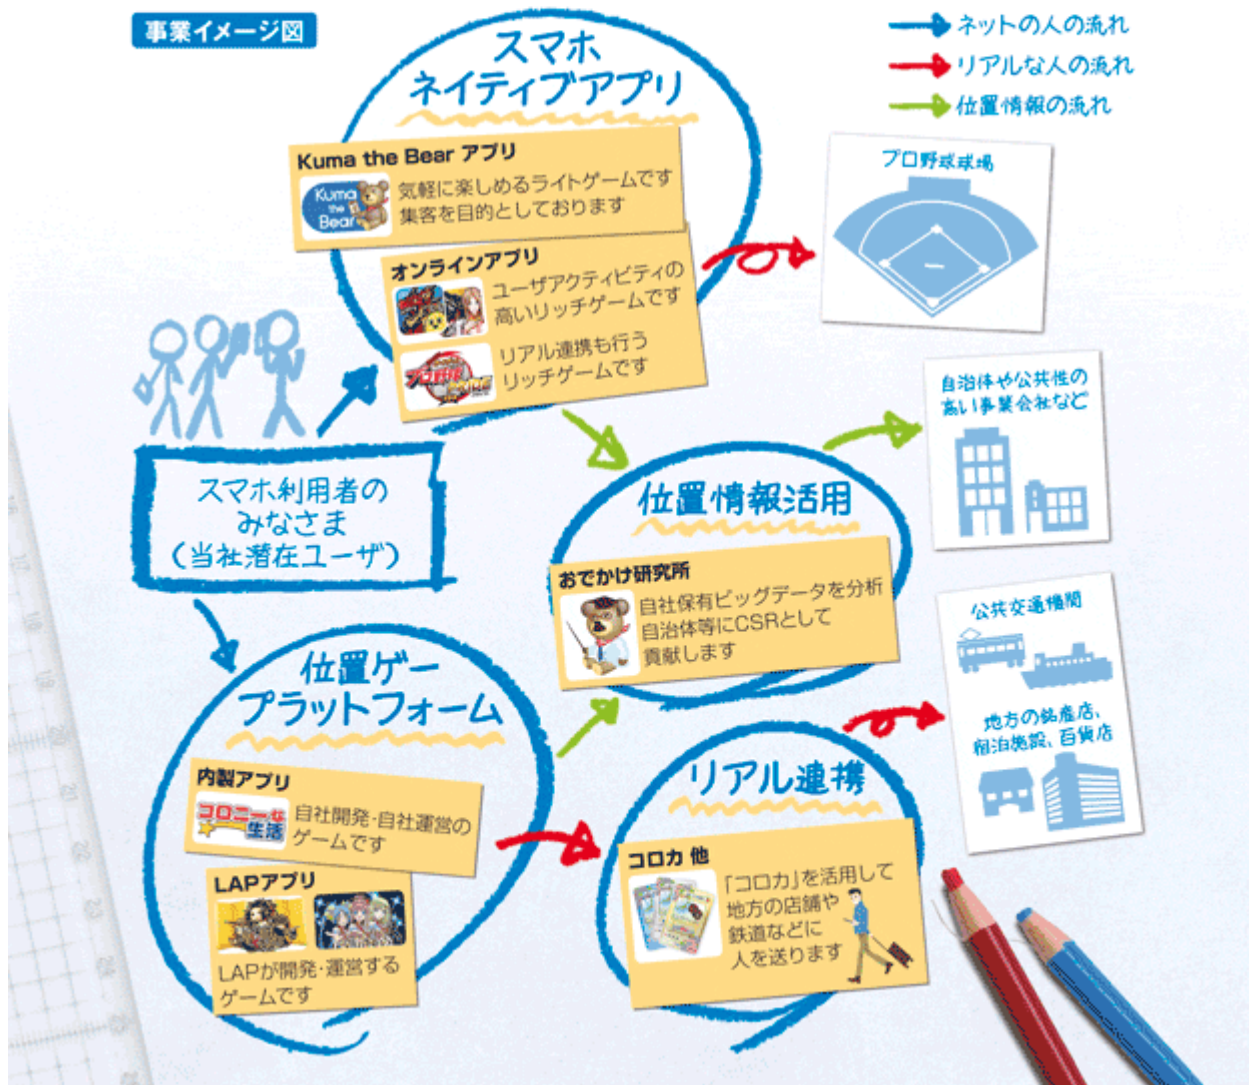 事業イメージ図
ネットの人の流れ
リアルな人の流れ
位置情報の流れ
スマホ
ネイティブアプリ
Kuma the Bear アプリ
Kuma
the
Bear
気軽に楽しめるライトゲームです
集客を目的としております
オンラインアプリ
ユーザアクティビティの
高いリッチゲームです
プロ野球
リアル連携も行う
リッチゲームです
プロ野球球場
スマホ利用者の
みなさま
(当社潜在ユーザ)
自治体や公共性の
高い事業会社など
位置情報活用
おでかけ研究所
自社保有ビッグデータを分析
自治体等にCSRとして
貢献します
公共交通機関
地方の銘産店、
宿泊施設、百貨店
位置ゲー
プラットフォーム
内製アプリ
コロニーな
生活
自社開発・自社運営の
ゲームです
LAPアプリ
LAPが開発・運営する
ゲームです
リアル連携
コロカ 他
「コロカ」を活用して
地方の店舗や
鉄道などに
人を送ります